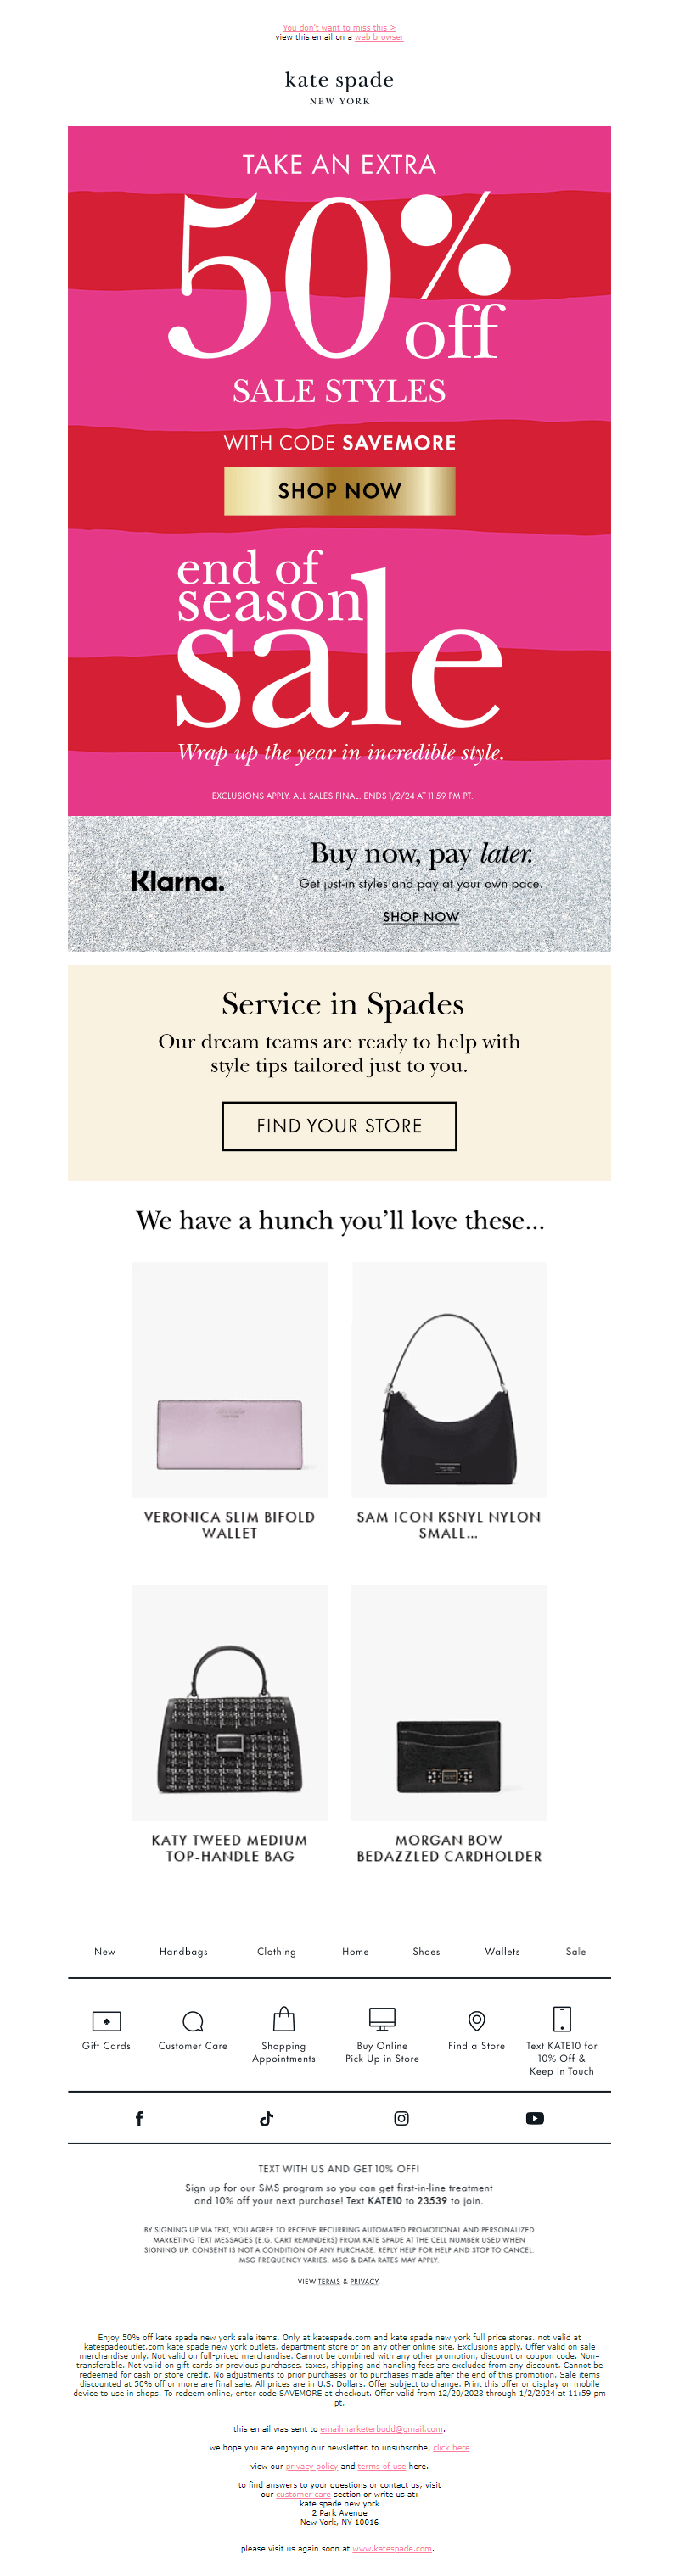 You don't want to miss this >
view this email on a web browser
kate spade
NEW YORK
TAKE AN EXTRA
50% off
SALE STYLES
WITH CODE SAVEMORE
SHOP NOW
end of
season
sale
Wrap up the year in incredible style.
EXCLUSIONS APPLY. ALL SALES FINAL. ENDS 1/2/24 AT 11:59 PM PT.
Klarna.
Buy now, pay later.
Get just-in styles and pay at your own pace.
SHOP NOW
Service in Spades
Our dream teams are ready to help with
style tips tailored just to you.
FIND YOUR STORE
We have a hunch you'll love these...
VERONICA SLIM BIFOLD
WALLET
SAM ICON KSNYL NYLON
SMALL...
KATY TWEED MEDIUM
TOP-HANDLE BAG
MORGAN BOW
BEDAZZLED CARDHOLDER
New
Handbags
Clothing
Home
Shoes
Wallets
Sale
Gift Cards
Customer Care
Shopping
Appointments
Buy Online
Pick Up in Store
Find a Store
Text KATE10 for
10% Off &
Keep in Touch
TEXT WITH US AND GET 10% OFF!
Sign up for our SMS program so you can get first-in-line treatment
and 10% off your next purchase! Text KATE10 to 23539 to join.
BY SIGNING UP VIA TEXT, YOU AGREE TO RECEIVE RECURRING AUTOMATED PROMOTIONAL AND PERSONALIZED
MARKETING TEXT MESSAGES (E.G. CART REMINDERS) FROM KATE SPADE AT THE CELL NUMBER USED WHEN
SIGNING UP. CONSENT IS NOT A CONDITION OF ANY PURCHASE. REPLY HELP FOR HELP AND STOP TO CANCEL.
MSG FREQUENCY VARIES. MSG & DATA RATES MAY APPLY.
VIEW TERMS & PRIVACY.
Enjoy 50% off kate spade new york sale items. Only at katespade.com and kate spade new york full price stores. not valid at
katespadeoutlet.com kate spade new york outlets, department store or on any other online site. Exclusions apply. Offer valid on sale
merchandise only. Not valid on full-priced merchandise. Cannot be combined with any other promotion, discount or coupon code. Non-
transferable. Not valid on gift cards or previous purchases. taxes, shipping and handling fees are excluded from any discount. Cannot be
redeemed for cash or store credit. No adjustments to prior purchases or to purchases made after the end of this promotion. Sale items
discounted at 50% off or more are final sale. All prices are in U.S. Dollars. Offer subject to change. Print this offer or display on mobile
device to use in shops. To redeem online, enter code SAVEMORE at checkout. Offer valid from 12/20/2023 through 1/2/2024 at 11:59 pm
pt.
this email was sent to emailmarketerbudd@gmail.com.
we hope you are enjoying our newsletter. to unsubscribe, click here
view our privacy policy and terms of use here.
to find answers to your questions or contact us, visit
our customer care section or write us at:
kate spade new york
2 Park Avenue
New York, NY 10016
please visit us again soon at www.katespade.com.